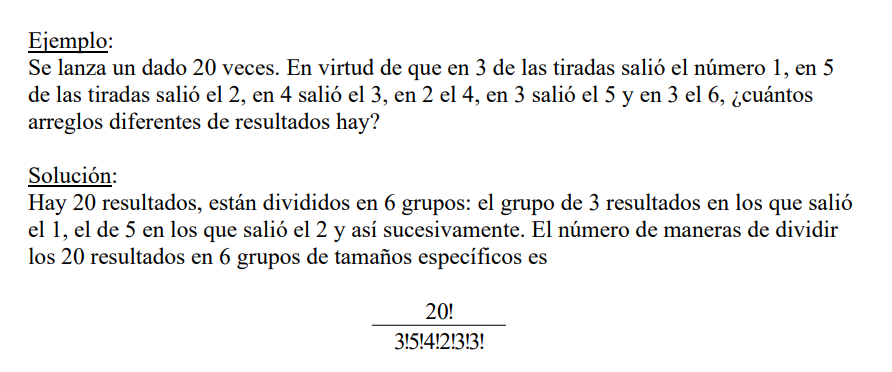 Ejemplo:
Se lanza un dado 20 veces. En virtud de que en 3 de las tiradas salió el número 1, en 5
de las tiradas salió el 2, en 4 salió el 3, en 2 el 4, en 3 salió el 5 y en 3 el 6, ¿cuántos
arreglos diferentes de resultados hay?
Solución:
Hay 20 resultados, están divididos en 6 grupos: el grupo de 3 resultados en los que salió
el 1, el de 5 en los que salió el 2 y así sucesivamente. El número de maneras de dividir
los 20 resultados en 6 grupos de tamaños específicos es
20!
3!5!4!2!3!3!